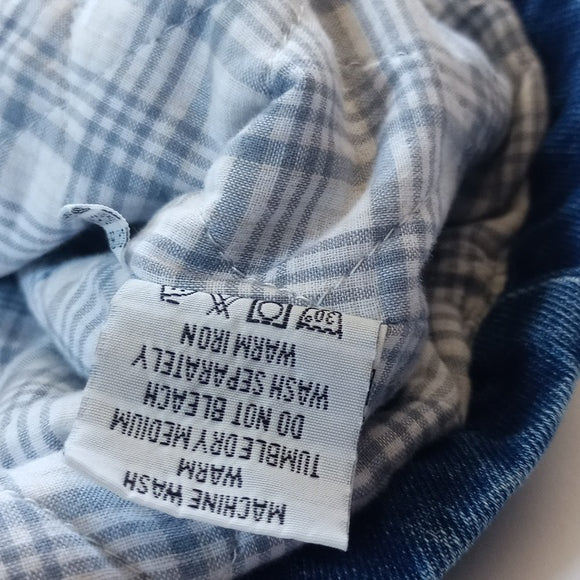 MACHINE WASH
WARM
TUMBLE DRY MEDIUM
DO NOT BLEACH
WASH SEPARATELY
WARM IRON